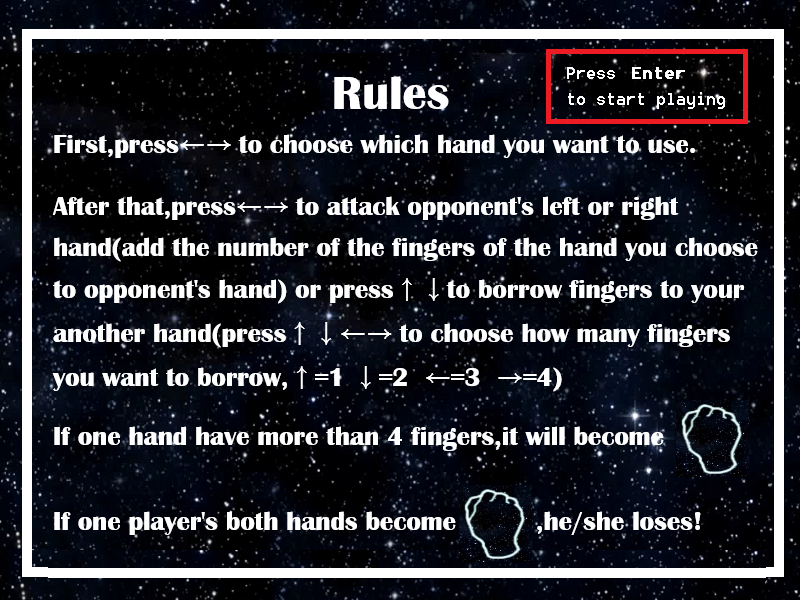 Rules
Press Enter
to start playing
First,press←→ to choose which hand you want to use.
After that,press←→ to attack opponent's left or right
hand(add the number of the fingers of the hand you choose
to opponent's hand) or press ↑ ↓ to borrow fingers to your
another hand(press ↑ ↓ ←→ to choose how many fingers
you want to borrow, ↑=1 ↓=2 ←=3 →=4)
If one hand have more than 4 fingers,it will become
If one player's both hands become ,he/she loses!